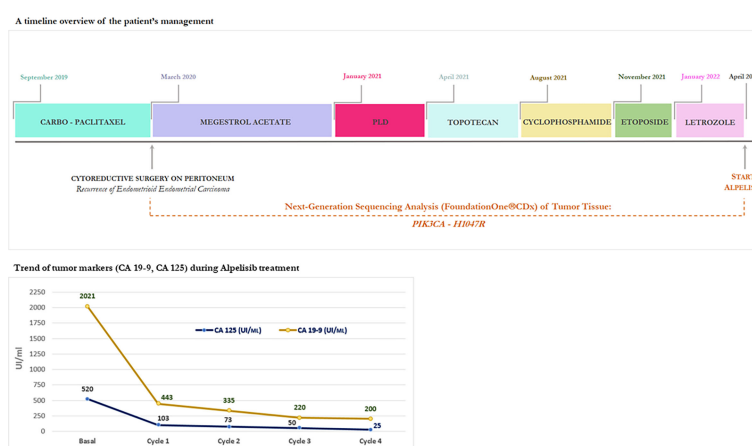 A timeline overview of the patient's management
September 2019
March 2020
January 2021
April 2021
August 2021
November 2021
January 2022
CARBO - PACLITAXEL
MEGESTROL ACETATE
PLD
TOPOTECAN
CYCLOPHOSPHAMIDE
ETOPOSIDE
LETROZOLE
CYTOREDUCTIVE SURGERY ON PERITONEUM
Recurrence of Endometrioid Endometrial Carcinoma
Next-Generation Sequencing Analysis (FoundationOne®CDx) of Tumor Tissue:
PIK3CA - H1047R
Trend of tumor markers (CA 19-9, CA 125) during Alpelisib treatment
UI/ml
2250
2000
1750
1500
1250
1000
750
500
250
0
2021
443
335
220
200
520
103
73
50
25
CA 125 (UI/ML)
CA 19-9 (UI/ML)
Basal
Cycle 1
Cycle 2
Cycle 3
Cycle 4